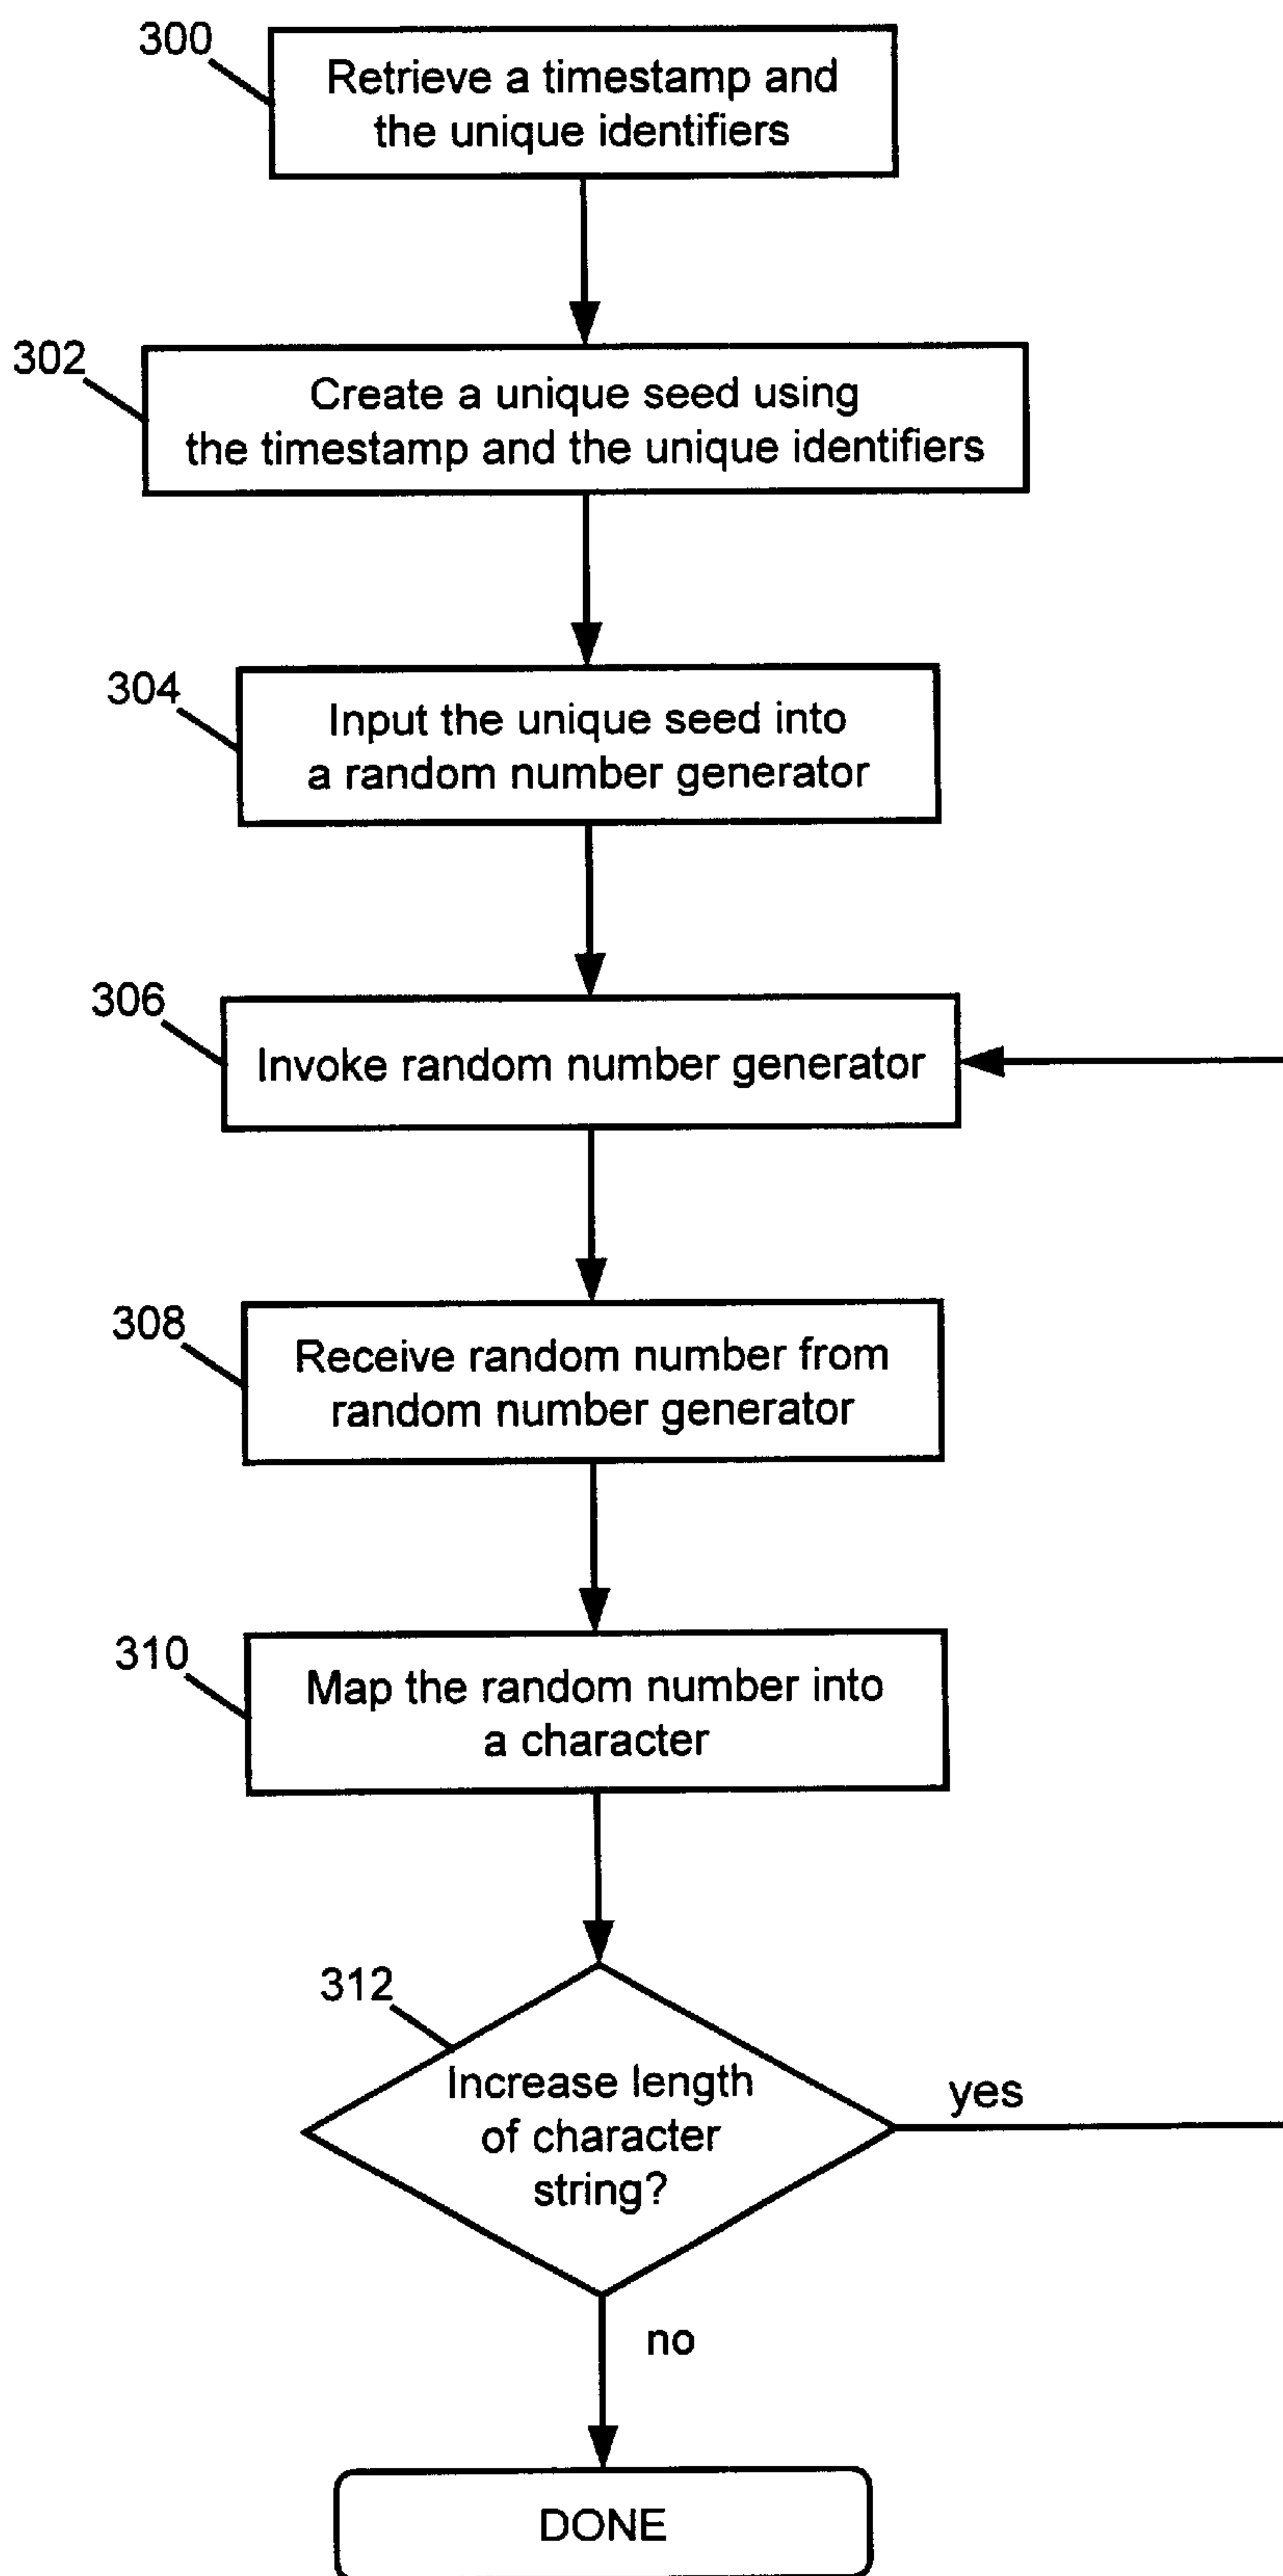 300
Retrieve a timestamp and
the unique identifiers
302
Create a unique seed using
the timestamp and the unique identifiers
304
Input the unique seed into
a random number generator
306
Invoke random number generator
308
Receive random number from
random number generator
310
Map the random number into
a character
312
Increase length
of character
string?
yes
no
DONE